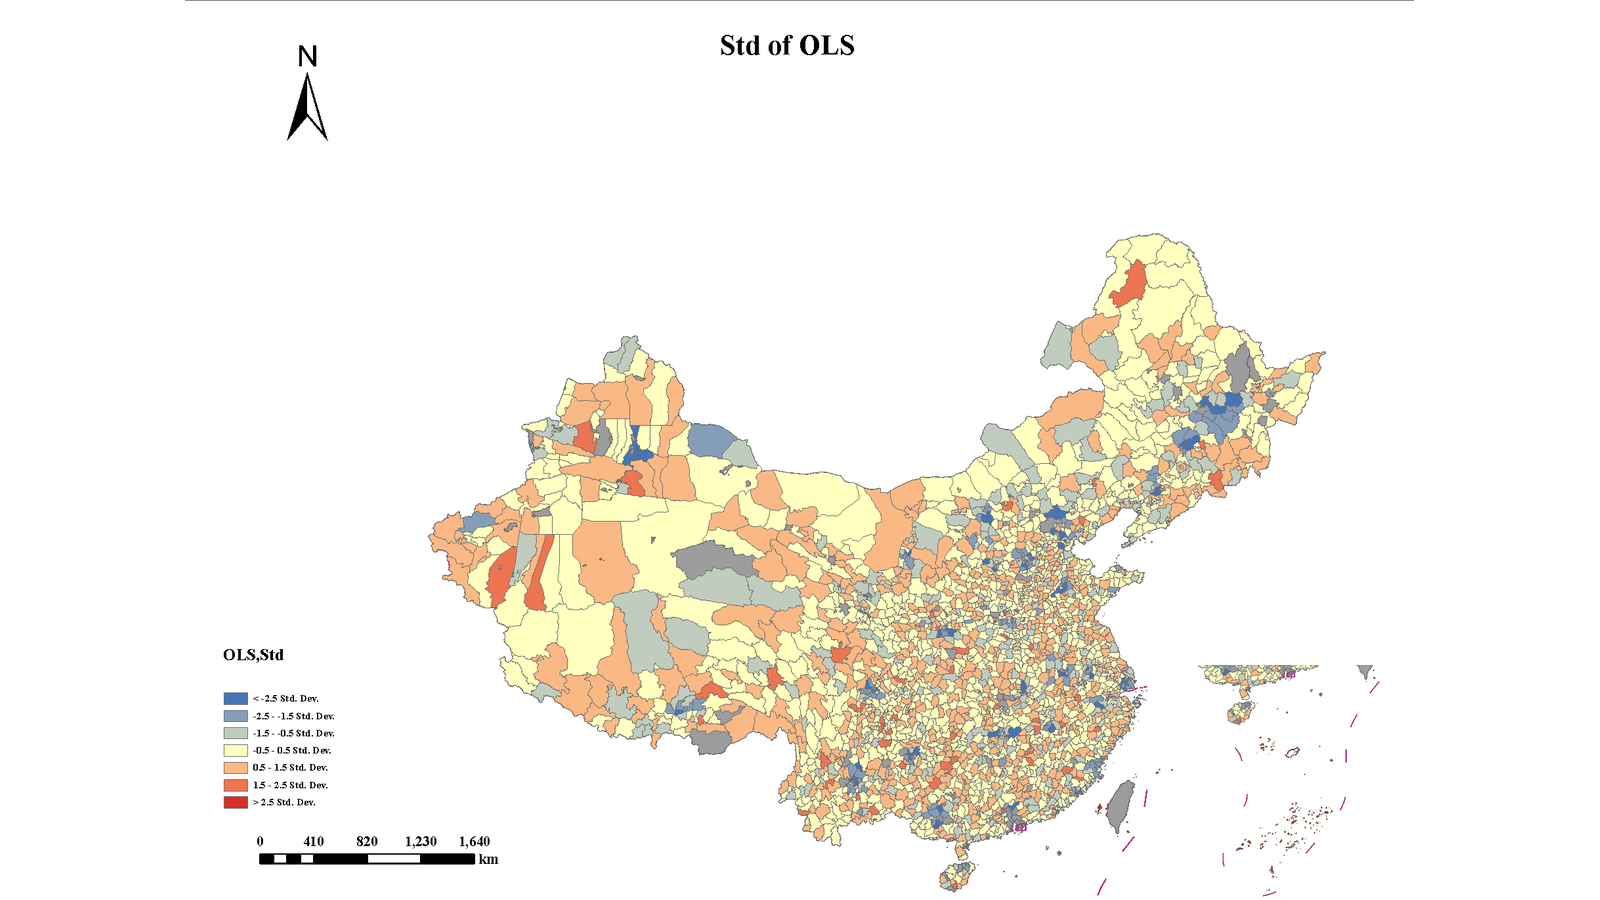 Std of OLS
N
OLS,Std
< -2.5 Std. Dev.
-2.5 - -1.5 Std. Dev.
-1.5 - -0.5 Std. Dev.
-0.5 - 0.5 Std. Dev.
0.5 - 1.5 Std. Dev.
1.5 - 2.5 Std. Dev.
> 2.5 Std. Dev.
0 410 820 1,230 1,640
km